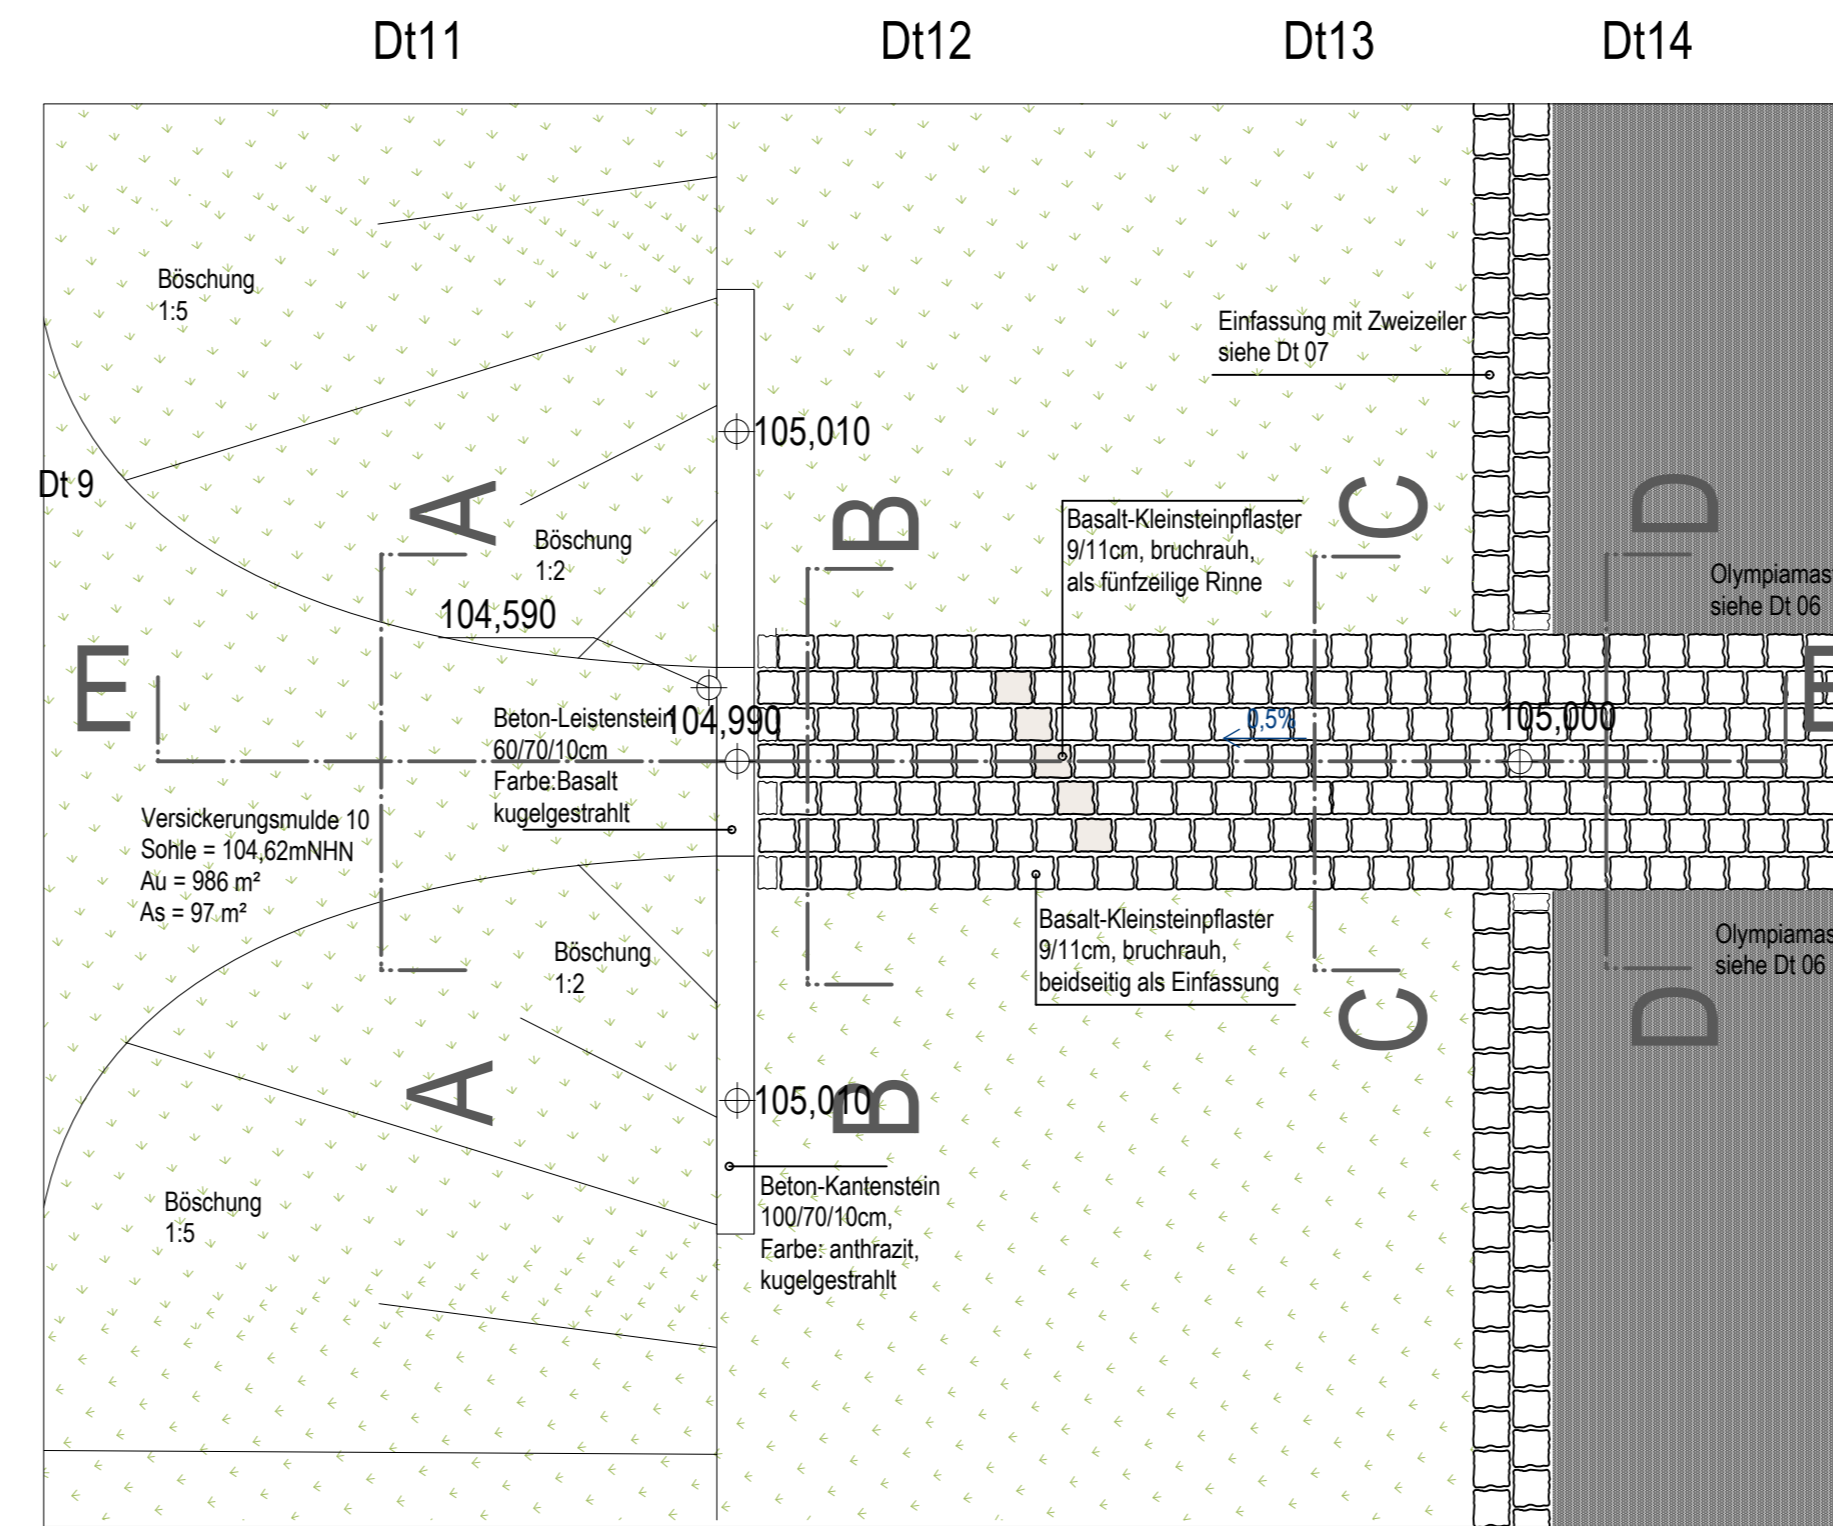 Dt11
Dt12
Dt13
Dt14
Böschung
1:5
Einfassung mit Zweizeiler
siehe Dt 07
105,010
Dt 9
A
B
C
D
Basalt-Kleinsteinpflaster
9/11cm, bruchrauh,
als fünfzeilige Rinne
Böschung
1:2
Olympiamas
siehe Dt 06
104,590
E
E
Beton-Leistenstein
60/70/10cm
Farbe:Basalt
kugelgestrahlt
104,990
0,5%
105,000
Versickerungsmulde 10
Sohle = 104,62mNHN
Au = 986 m²
As = 97 m²
Böschung
1:2
Basalt-Kleinsteinpflaster
9/11cm, bruchrauh,
beidseitig als Einfassung
Olympiamas
siehe Dt 06
A
B
C
D
105,010
Beton-Kantenstein
100/70/10cm,
Farbe: anthrazit,
kugelgestrahlt
Böschung
1:5